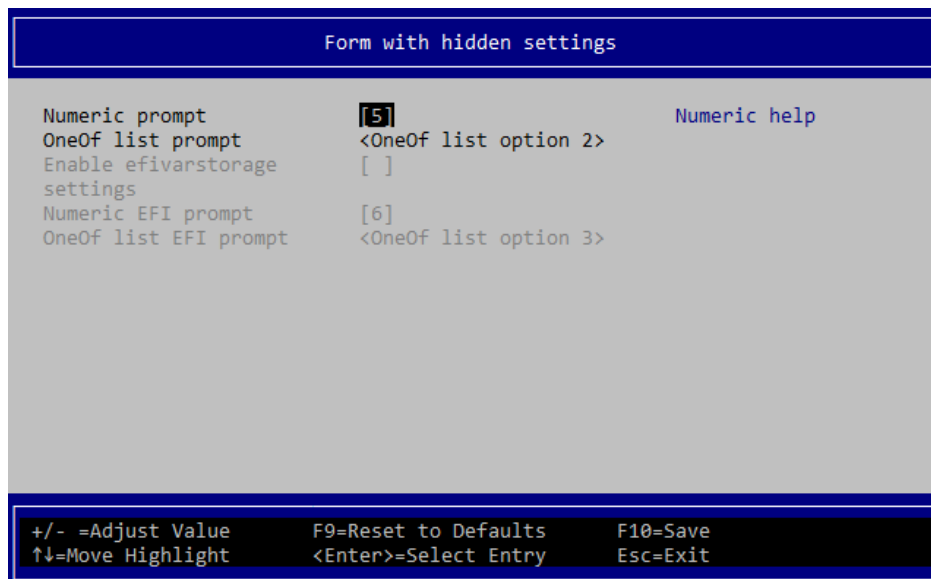 Form with hidden settings
Numeric prompt [5] Numeric help
OneOf list prompt <OneOf list option 2>
Enable efivarstorage [ ]
settings
Numeric EFI prompt [6]
OneOf list EFI prompt <OneOf list option 3>
+/- =Adjust Value F9=Reset to Defaults F10=Save
↑↓=Move Highlight <Enter>=Select Entry Esc=Exit